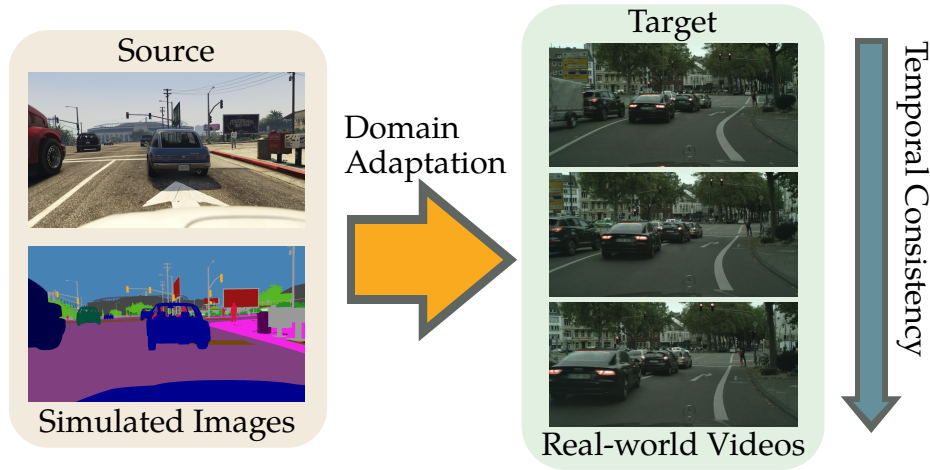 Source
Simulated Images
Domain
Adaptation
Target
Real-world Videos
Temporal Consistency